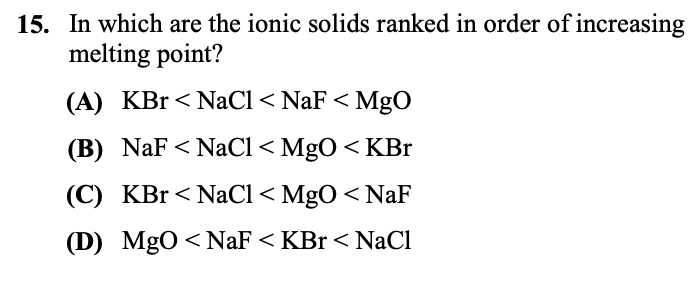 15. In which are the ionic solids ranked in order of increasing
melting point?
(A) KBr < NaCl < NaF < MgO
(B) NaF < NaCl < MgO < KBr
(C) KBr < NaCl < MgO < NaF
(D) MgO < NaF < KBr < NaCl